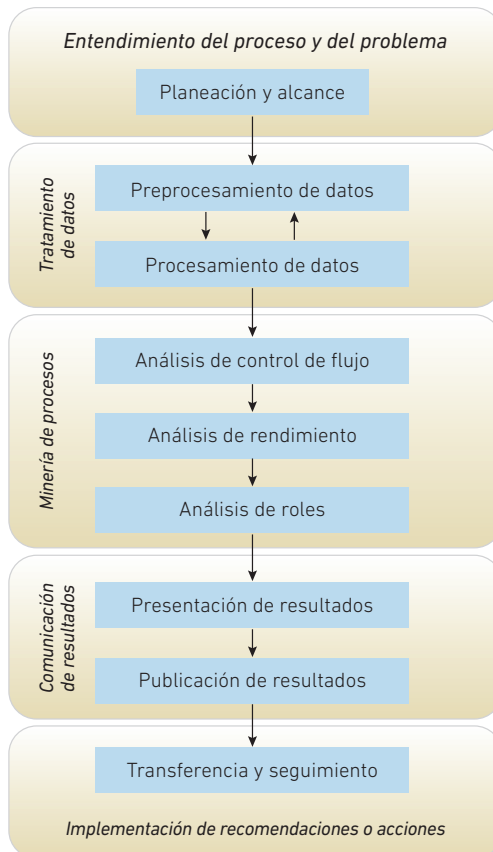 Entendimiento del proceso y del problema
Planeación y alcance
Tratamiento
de datos
Preprocesamiento de datos
Procesamiento de datos
Minería de procesos
Análisis de control de flujo
Análisis de rendimiento
Análisis de roles
Comunicación
de resultados
Presentación de resultados
Publicación de resultados
Transferencia y seguimiento
Implementación de recomendaciones o acciones